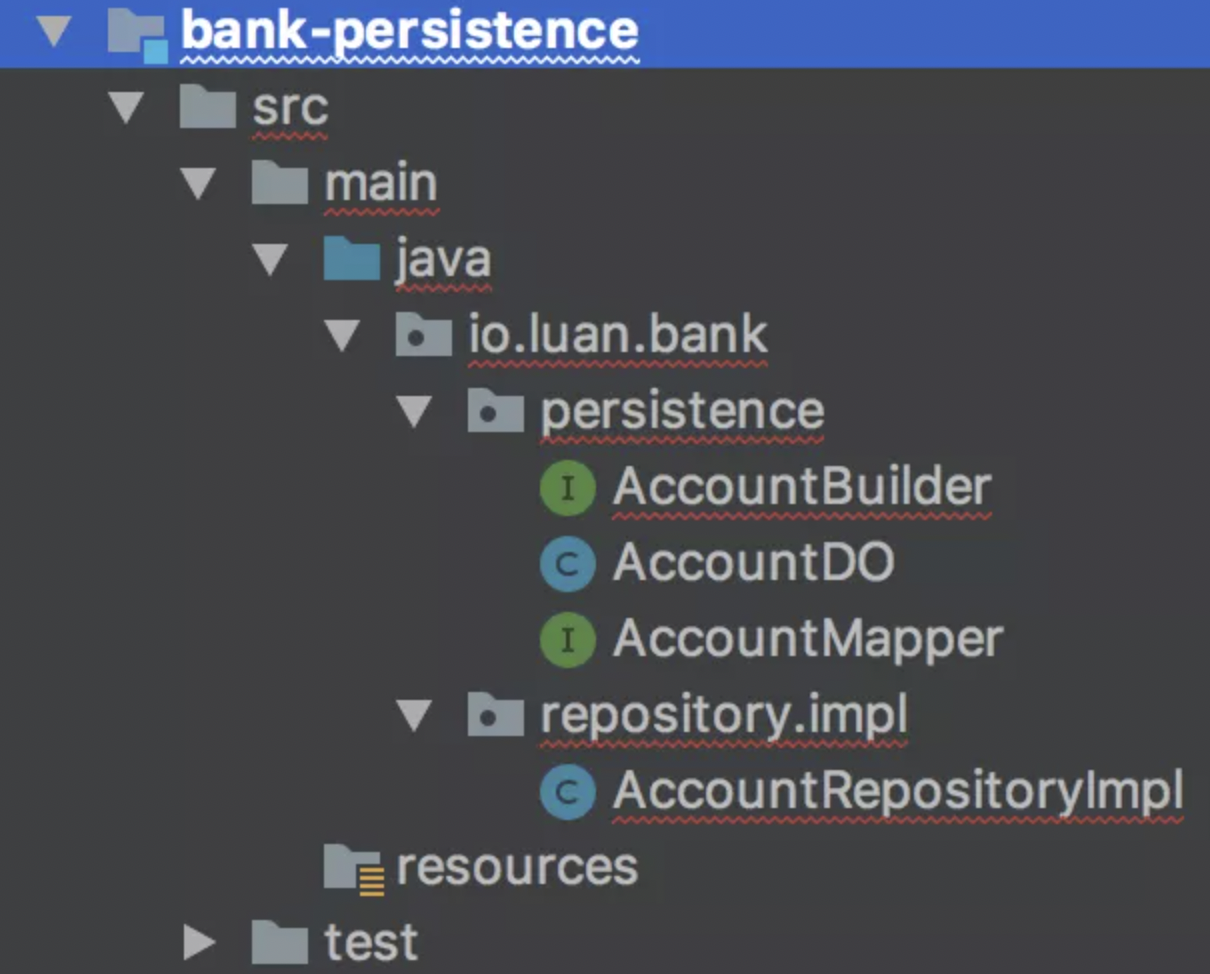 bank-persistence
src
main
java
io.luan.bank
persistence
I AccountBuilder
C AccountDO
I AccountMapper
repository.impl
C AccountRepositoryImpl
resources
test